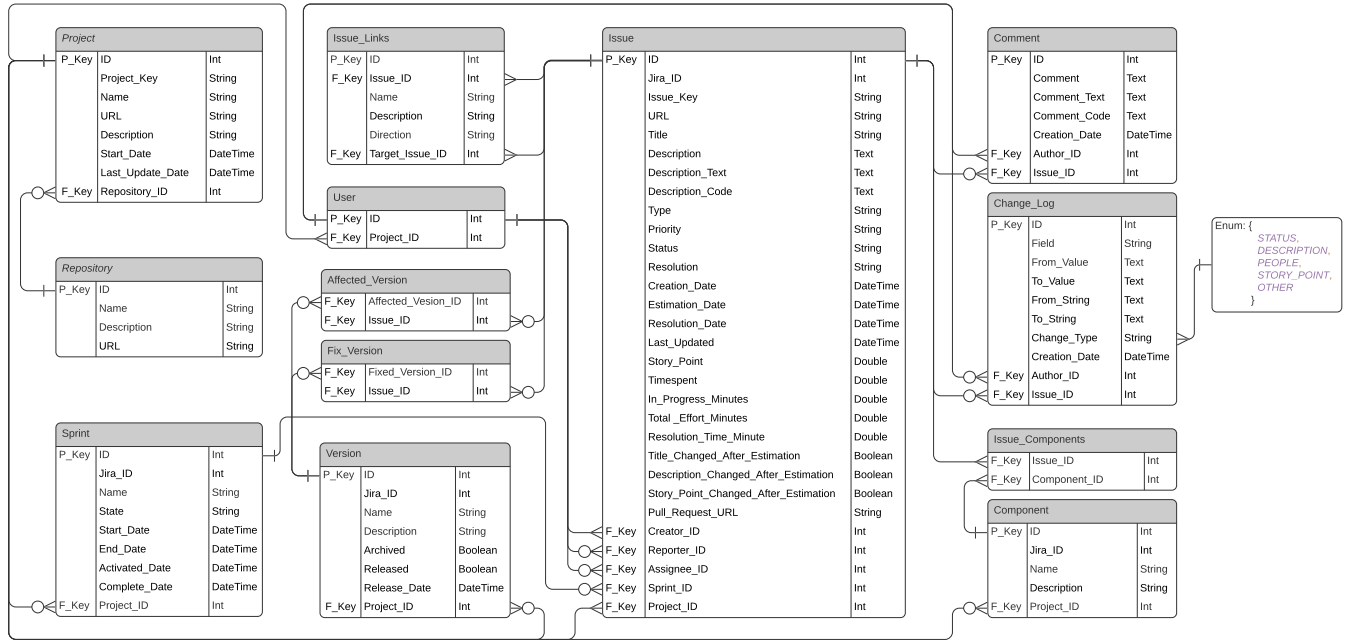 Project
P_Key ID Int
Project_Key String
Name String
URL String
Description String
Start_Date DateTime
Last_Update_Date DateTime
F_Key Repository_ID Int
Repository
P_Key ID Int
Name String
Description String
URL String
Sprint
P_Key ID Int
Jira_ID Int
Name String
State String
Start_Date DateTime
End_Date DateTime
Activated_Date DateTime
Complete_Date DateTime
F_Key Project_ID Int
Issue_Links
P_Key ID Int
F_Key Issue_ID Int
Name String
Description String
Direction String
F_Key Target_Issue_ID Int
User
P_Key ID Int
F_Key Project_ID Int
Affected_Version
F_Key Affected_Vesion_ID Int
F_Key Issue_ID Int
Fix_Version
F_Key Fixed_Version_ID Int
F_Key Issue_ID Int
Version
P_Key ID Int
Jira_ID Int
Name String
Description String
Archived Boolean
Released Boolean
Release_Date DateTime
F_Key Project_ID Int
Issue
P_Key ID Int
Jira_ID Int
Issue_Key String
URL String
Title String
Description Text
Description_Text Text
Description_Code Text
Type String
Priority String
Status String
Resolution String
Creation_Date DateTime
Estimation_Date DateTime
Resolution_Date DateTime
Last_Updated DateTime
Story_Point Double
Timespent Double
In_Progress_Minutes Double
Total _Effort_Minutes Double
Resolution_Time_Minute Double
Title_Changed_After_Estimation Boolean
Description_Changed_After_Estimation Boolean
Story_Point_Changed_After_Estimation Boolean
Pull_Request_URL String
F_Key Creator_ID Int
F_Key Reporter_ID Int
F_Key Assignee_ID Int
F_Key Sprint_ID Int
F_Key Project_ID Int
Comment
P_Key ID Int
Comment Text
Comment_Text Text
Comment_Code Text
Creation_Date DateTime
F_Key Author_ID Int
F_Key Issue_ID Int
Change_Log
P_Key ID Int
Field String
From_Value Text
To_Value Text
From_String Text
To_String Text
Change_Type String
Creation_Date DateTime
F_Key Author_ID Int
F_Key Issue_ID Int
Issue_Components
F_Key Issue_ID Int
F_Key Component_ID Int
Component
P_Key ID Int
Jira_ID Int
Name String
Description String
F_Key Project_ID Int
Enum: {
STATUS,
DESCRIPTION,
PEOPLE,
STORY_POINT,
OTHER
}